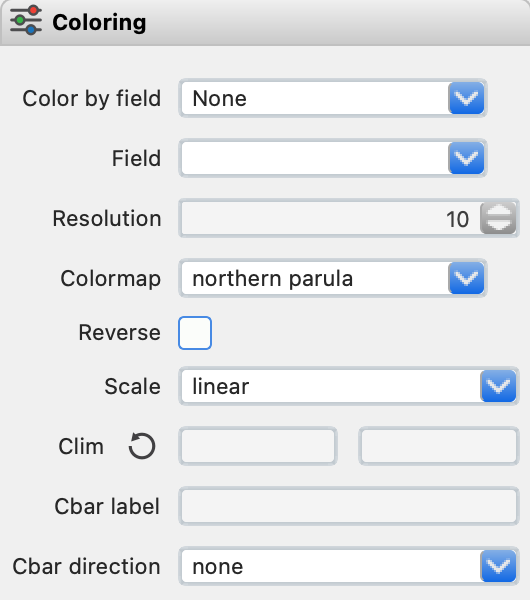 Coloring
Color by field None
Field
Resolution 10
Colormap northern parula
Reverse
Scale linear
Clim
Cbar label
Cbar direction none